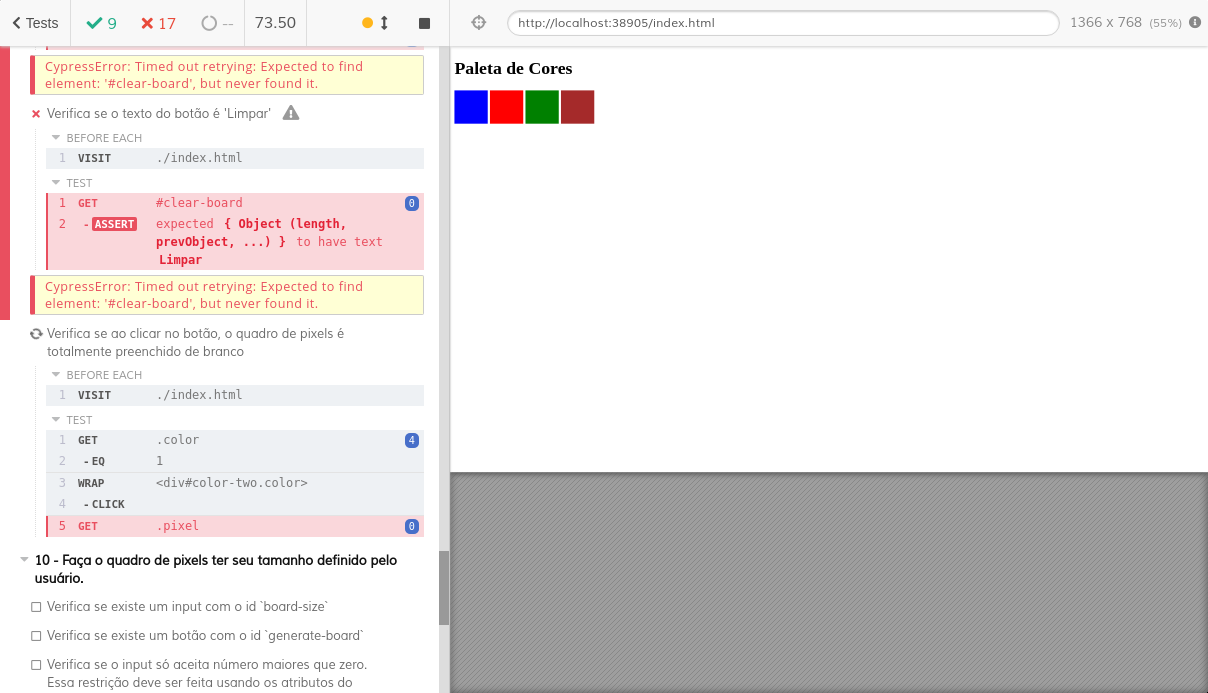 Tests
9
17
--
73.50
http://localhost:38905/index.html
1366 x 768 (55%)
CypressError: Timed out retrying: Expected to find
element: '#clear-board', but never found it.
Verifica se o texto do botão é 'Limpar'
BEFORE EACH
1 VISIT ./index.html
TEST
1 GET #clear-board 0
2 - ASSERT expected { Object (length,
prevObject, ...) } to have text
Limpar
CypressError: Timed out retrying: Expected to find
element: '#clear-board', but never found it.
Verifica se ao clicar no botão, o quadro de pixels é
totalmente preenchido de branco
BEFORE EACH
1 VISIT ./index.html
TEST
1 GET .color 4
2 - EQ 1
3 WRAP <div#color-two.color>
4 - CLICK
5 GET .pixel 0
10 - Faça o quadro de pixels ter seu tamanho definido pelo
usuário.
Verifica se existe um input com o id `board-size`
Verifica se existe um botão com o id `generate-board`
Verifica se o input só aceita número maiores que zero.
Essa restrição deve ser feita usando os atributos do
Paleta de Cores